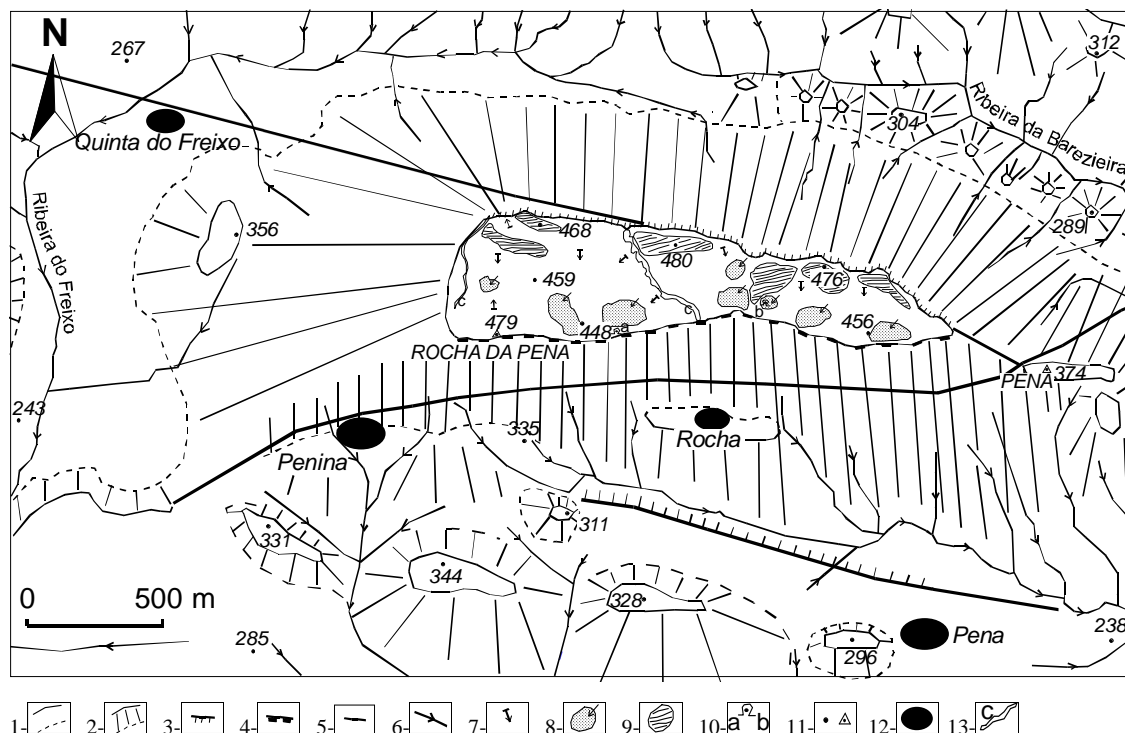 N
267
312
304
Ribeira da Barezieira
Quinta do Freixo
Ribeira do Freixo
356
468
289
480
459
476
c
c
b
479
448
a
456
ROCHA DA PENA
PENA
374
243
335
Rocha
Penina
331
311
344
328
0 500 m
285
296
Pena
238
1- 2- 3- 4- 5- 6- 7- 8- 9- 10- a b 11- 12- 13- c